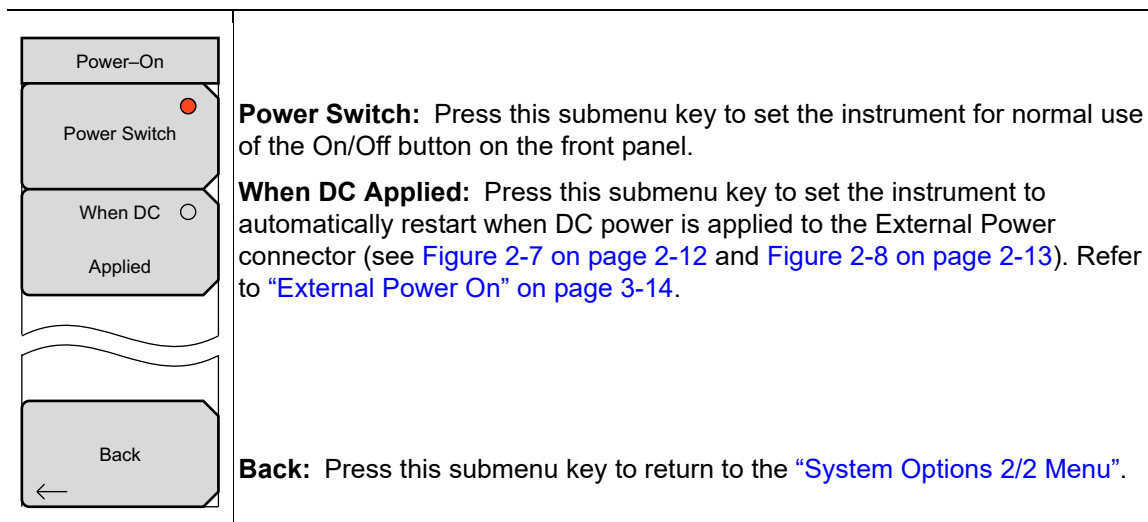 Power–On
Power Switch
When DC
Applied
Back
Power Switch: Press this submenu key to set the instrument for normal use
of the On/Off button on the front panel.
When DC Applied: Press this submenu key to set the instrument to
automatically restart when DC power is applied to the External Power
connector (see Figure 2-7 on page 2-12 and Figure 2-8 on page 2-13). Refer
to “External Power On” on page 3-14.
Back: Press this submenu key to return to the “System Options 2/2 Menu”.